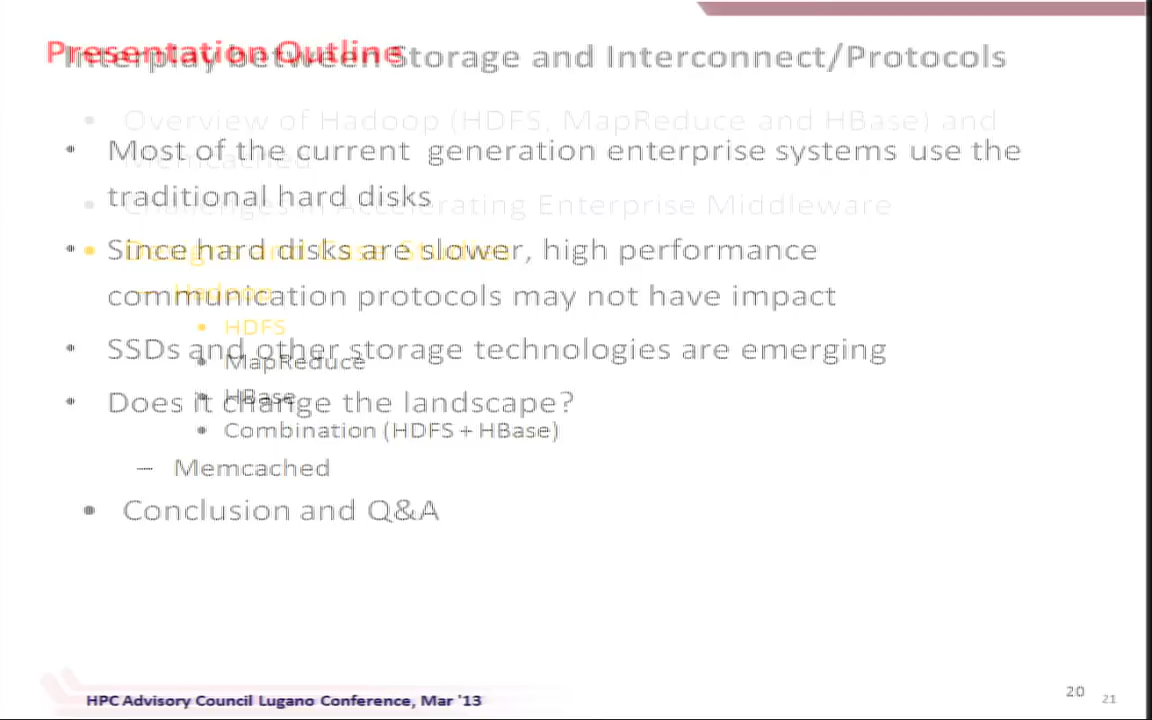 Presentation Outline
Interplay between Storage and Interconnect/Protocols
Overview of Hadoop (HDFS, MapReduce and HBase) and
Memcached
• Most of the current generation enterprise systems use the
traditional hard disks
Challenges in Accelerating Enterprise Middleware
• Since hard disks are slower, high performance
communication protocols may not have impact
Designs and Case Studies
– Hadoop
• HDFS
• SSDs and other storage technologies are emerging
• MapReduce
• HBase
• Does it change the landscape?
• Combination (HDFS + HBase)
– Memcached
• Conclusion and Q&A
HPC Advisory Council Lugano Conference, Mar '13
20
21